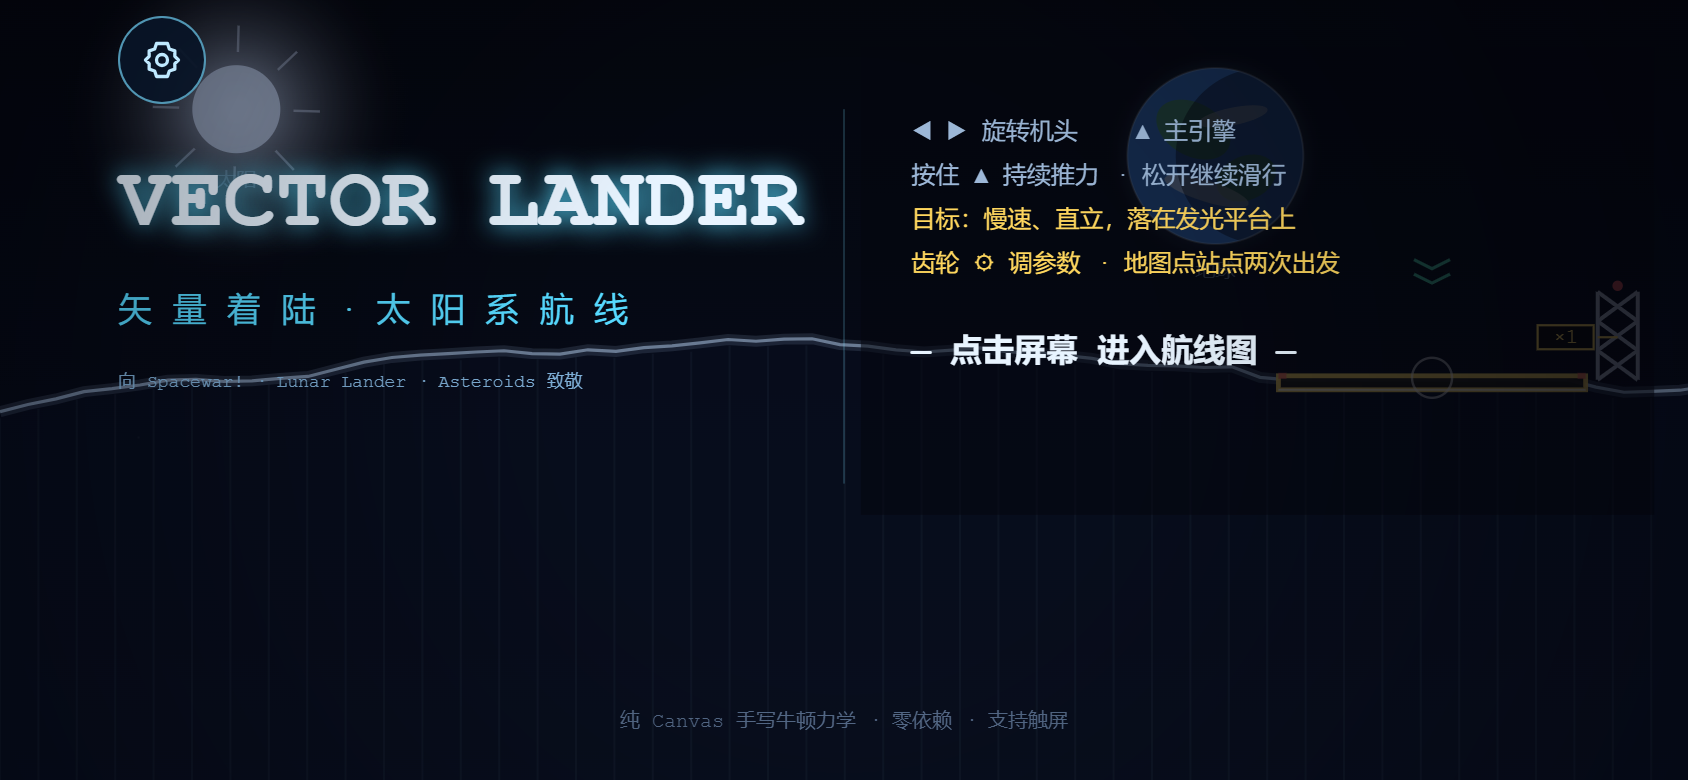 VECTOR LANDER
矢量着陆 · 太阳系航线
向 Spacewar! · Lunar Lander · Asteroids 致敬
◀ ▶ 旋转机头 ▲ 主引擎
按住 ▲ 持续推力 · 松开继续滑行
目标：慢速、直立，落在发光平台上
齿轮 ⚙ 调参数 · 地图点站点两次出发
— 点击屏幕 进入航线图 —
×1
纯 Canvas 手写牛顿力学 · 零依赖 · 支持触屏